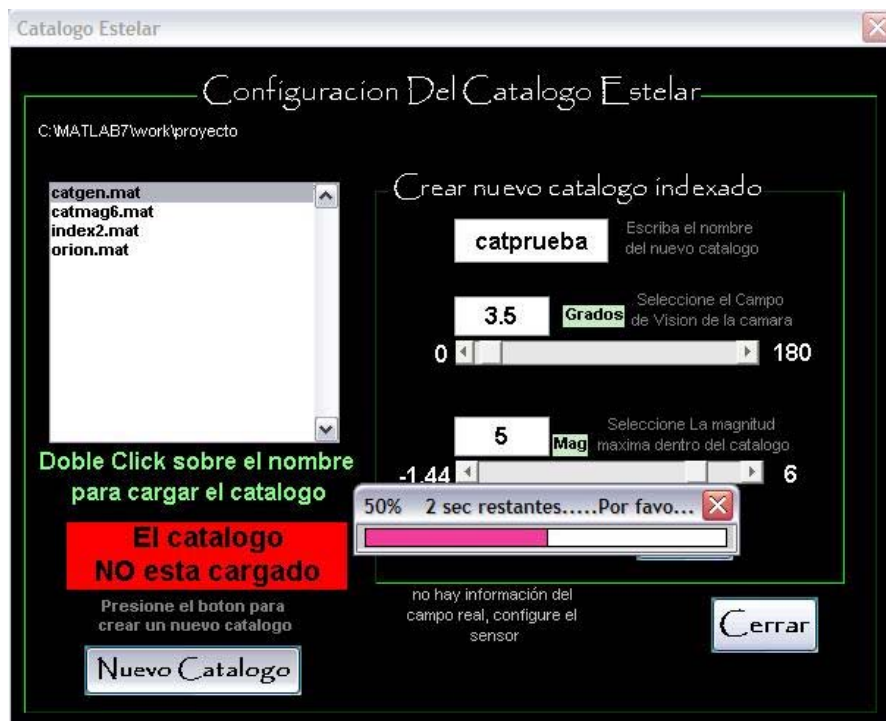 Catalogo Estelar
Configuracion Del Catalogo Estelar
C:\MATLAB7\work\proyecto
catgen.mat
catmag6.mat
index2.mat
orion.mat
Doble Click sobre el nombre
para cargar el catalogo
El catalogo
NO esta cargado
Presione el boton para
crear un nuevo catalogo
Nuevo Catalogo
Crear nuevo catalogo indexado
catprueba
Escriba el nombre
del nuevo catalogo
3.5
Grados
Seleccione el Campo
de Vision de la camara
0
180
5
Mag
Seleccione La magnitud
maxima dentro del catalogo
-1.44
6
50% 2 sec restantes.....Por favo...
no hay información del
campo real, configure el
sensor
Cerrar